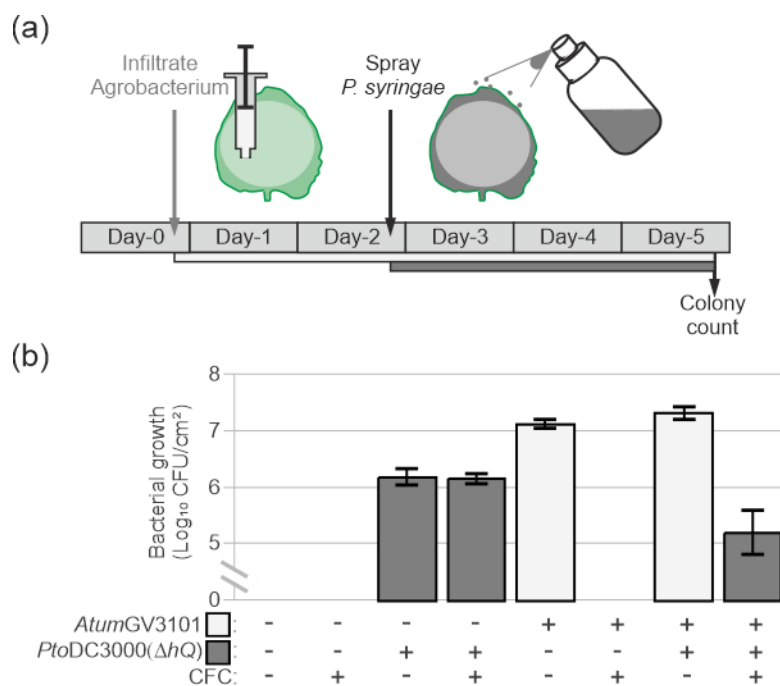 (a)
Infiltrate
Agrobacterium
Spray
P. syringae
Day-0 Day-1 Day-2 Day-3 Day-4 Day-5
Colony
count
(b)
Bacterial growth
(Log₁₀ CFU/cm²)
8
7
6
5
0
AtumGV3101 : - - - - + + + +
PtoDC3000(ΔhQ) : - - + + - - + +
CFC: - + - + - + - +